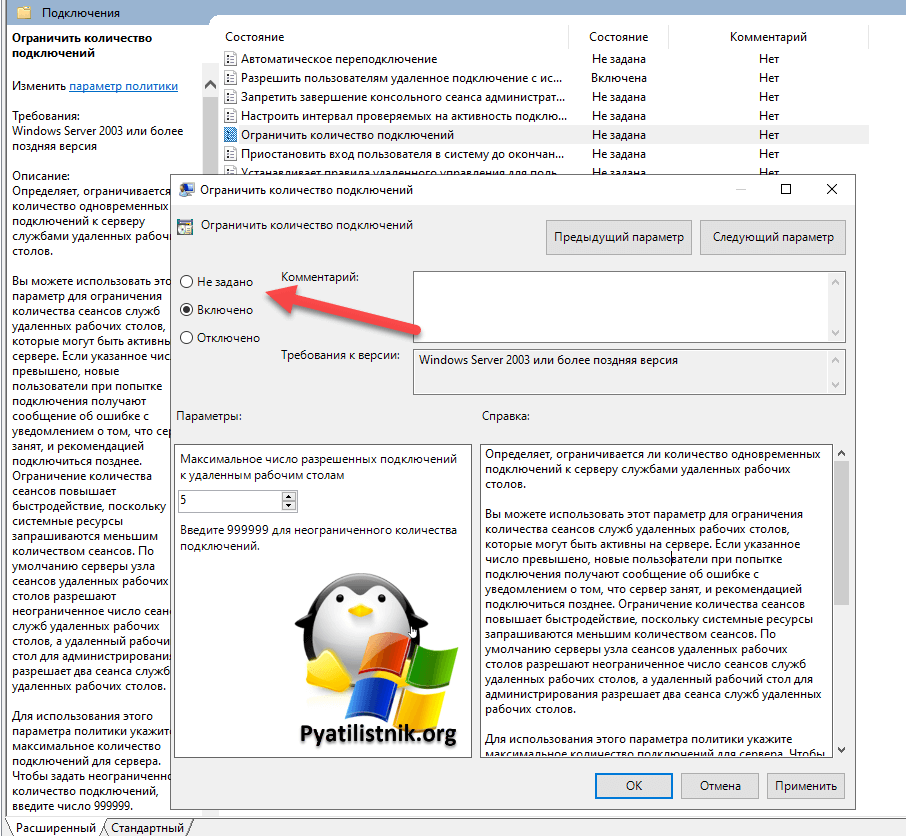 Подключения
Ограничить количество
подключений
Изменить параметр политики
Требования:
Windows Server 2003 или более
поздняя версия
Описание:
Определяет, ограничивается
количество одновременных
подключений к серверу
службами удаленных
столов.
Вы можете использовать
параметр для ограничения
количества сеансов служб
удаленных рабочих столов,
которые могут быть
сервере. Если указанное
превышено, новые
пользователи при попытке
подключения получают
сообщение об ошибке с
уведомлением о том, что
занят, и рекомендацией
подключиться позднее.
Ограничение количества
сеансов повышает
быстродействие, поскольку
системные ресурсы
запрашиваются меньшим
количеством сеансов. По
умолчанию серверы узла
сеансов удаленных рабочих
столов разрешают
неограниченное число
служб удаленных рабочих
столов, а удаленный
стол для
разрешает два сеанса служб
удаленных рабочих столов.
Для использования этого
параметра политики
максимальное количество
подключений для сервера.
Чтобы задать
количество подключений,
введите число 999999.
Расширенный
Стандартный
Состояние Состояние Комментарий
Автоматическое переподключение Не задана Нет
Разрешить пользователям удаленное подключение с ис... Включена Нет
Запретить завершение консольного сеанса администрат... Не задана Нет
Настроить интервал проверяемых на активность подклю... Не задана Нет
Ограничить количество подключений Не задана Нет
Приостановить вход пользователя в систему до окончан... Не задана Нет
Устанавливает правила удаленного управления для поль Не задана Нет
Ограничить количество подключений
Ограничить количество подключений
Предыдущий параметр
Следующий параметр
Не задано
Включено
Отключено
Комментарий:
Требования к версии:
Windows Server 2003 или более поздняя версия
Параметры:
Справка:
Максимальное число разрешенных подключений
к удаленным рабочим столам
5
Введите 999999 для неограниченного количества
подключений.
Pyatilistnik.org
Определяет, ограничивается ли количество одновременных
подключений к серверу службами удаленных рабочих
столов.
Вы можете использовать этот параметр для ограничения
количества сеансов служб удаленных рабочих столов,
которые могут быть активны на сервере. Если указанное
число превышено, новые пользователи при попытке
подключения получают сообщение об ошибке с
уведомлением о том, что сервер занят, и рекомендацией
подключиться позднее. Ограничение количества сеансов
повышает быстродействие, поскольку системные ресурсы
запрашиваются меньшим количеством сеансов. По
умолчанию серверы узла сеансов удаленных рабочих
столов разрешают неограниченное число сеансов служб
удаленных рабочих столов, а удаленный рабочий стол для
администрирования разрешает два сеанса служб удаленных
рабочих столов.
Для использования этого параметра политики укажите
максимальное количество подключений для сервера. Чтобы
ОК
Отмена
Применить